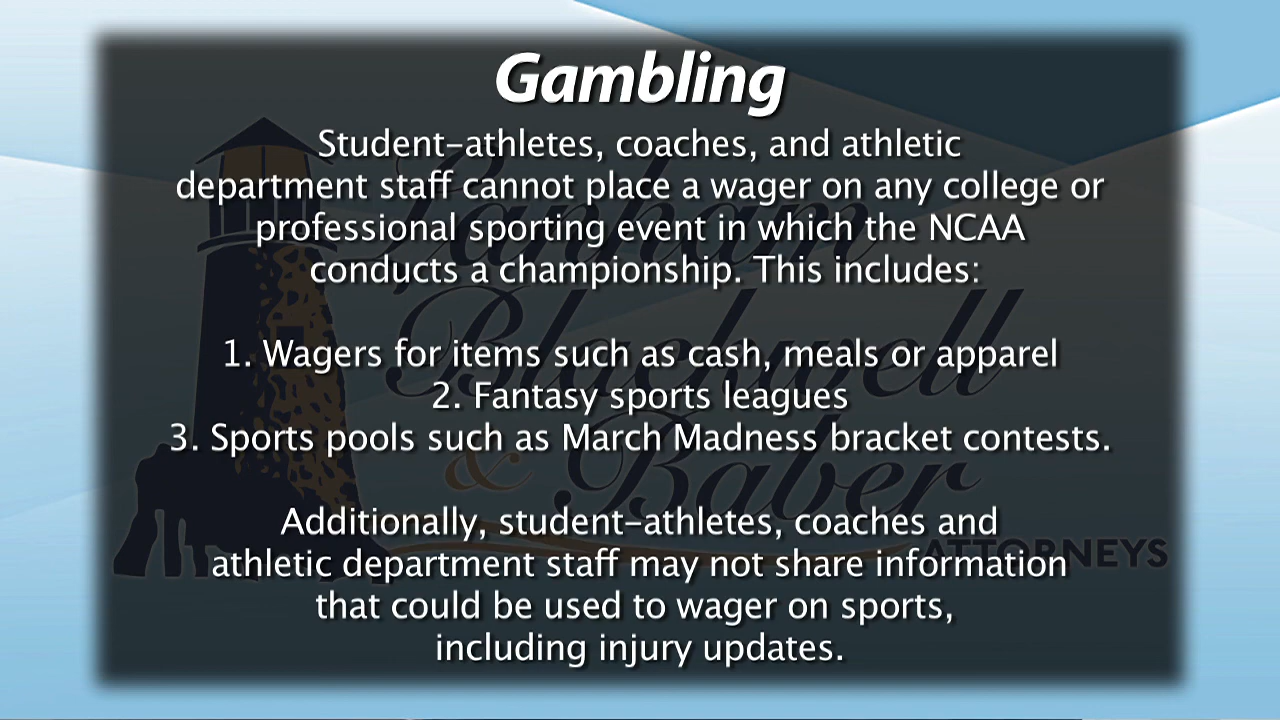 Gambling
Student-athletes, coaches, and athletic
department staff cannot place a wager on any college or
professional sporting event in which the NCAA
conducts a championship. This includes:
1. Wagers for items such as cash, meals or apparel
2. Fantasy sports leagues
3. Sports pools such as March Madness bracket contests.
Additionally, student-athletes, coaches and
athletic department staff may not share information
that could be used to wager on sports,
including injury updates.
Blackwell
& Baber
ATTORNEYS